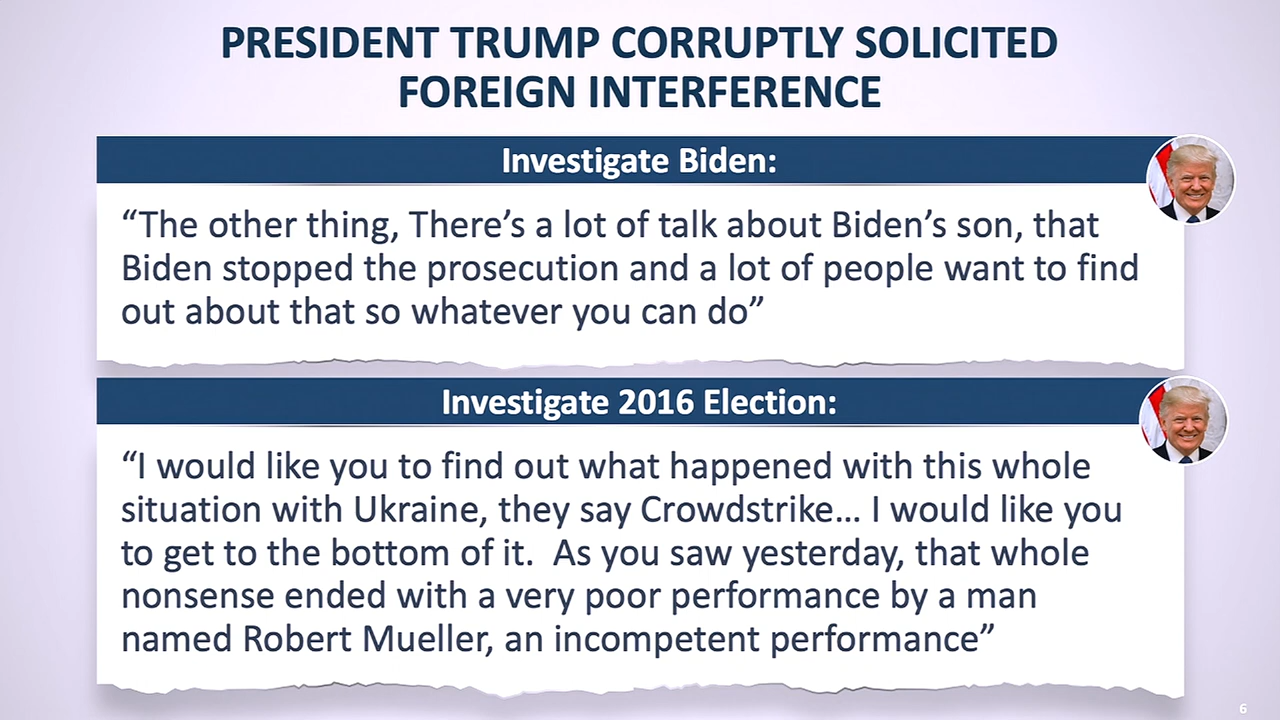 PRESIDENT TRUMP CORRUPTLY SOLICITED
FOREIGN INTERFERENCE
Investigate Biden:
“The other thing, There’s a lot of talk about Biden’s son, that
Biden stopped the prosecution and a lot of people want to find
out about that so whatever you can do”
Investigate 2016 Election:
“I would like you to find out what happened with this whole
situation with Ukraine, they say Crowdstrike... I would like you
to get to the bottom of it.  As you saw yesterday, that whole
nonsense ended with a very poor performance by a man
named Robert Mueller, an incompetent performance”
6